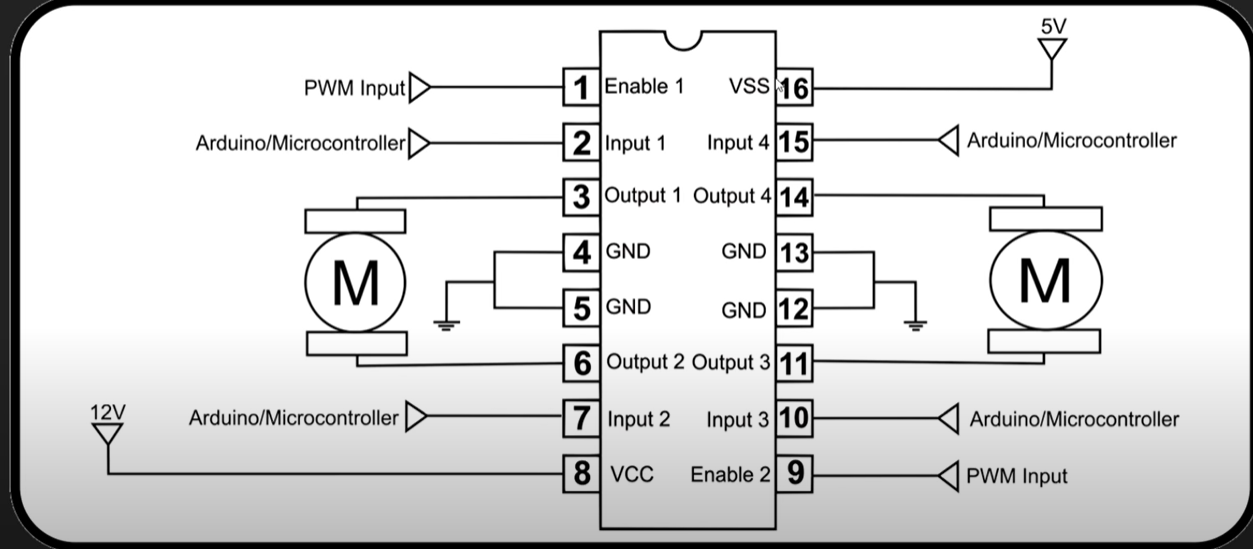 5V
PWM Input 1 Enable 1 VSS 16
Arduino/Microcontroller 2 Input 1 Input 4 15 Arduino/Microcontroller
3 Output 1 Output 4 14
M 4 GND GND 13 M
5 GND GND 12
6 Output 2 Output 3 11
12V Arduino/Microcontroller 7 Input 2 Input 3 10 Arduino/Microcontroller
8 VCC Enable 2 9 PWM Input